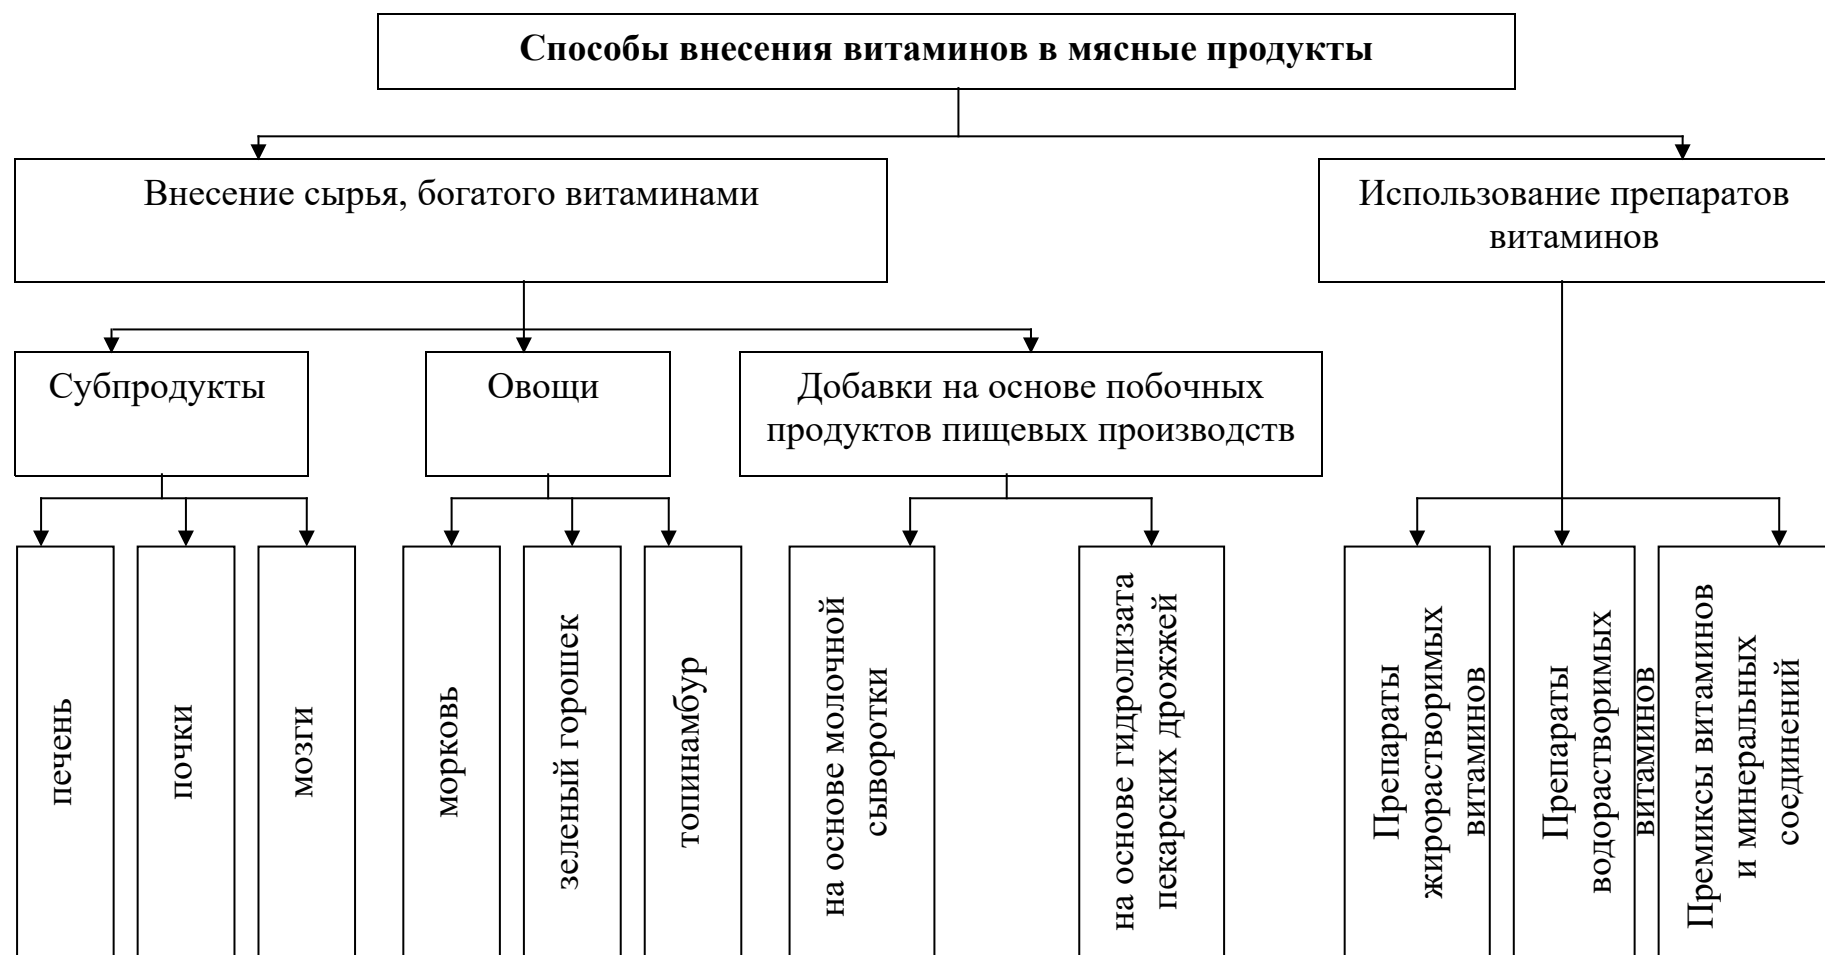 Способы внесения витаминов в мясные продукты
Внесение сырья, богатого витаминами
Использование препаратов
витаминов
Субпродукты
Овощи
Добавки на основе побочных
продуктов пищевых производств
печень
почки
мозги
морковь
зеленый горошек
топинамбур
на основе молочной
сыворотки
на основе гидролизата
пекарских дрожжей
Препараты
жирорастворимых
витаминов
Препараты
водорастворимых
витаминов
Премиксы витаминов
и минеральных
соединений